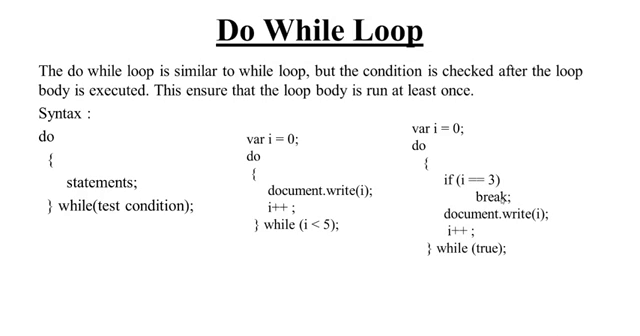 Do While Loop
The do while loop is similar to while loop, but the condition is checked after the loop
body is executed. This ensure that the loop body is run at least once.
Syntax :
do
{
statements;
} while(test condition);
var i = 0;
do
{
document.write(i);
i++ ;
} while (i < 5);
var i = 0;
do
{
if (i == 3)
break;
document.write(i);
i++ ;
} while (true);